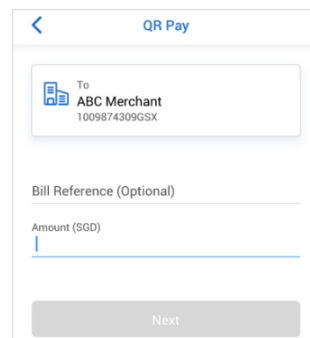 QR Pay
To
ABC Merchant
1009874309GSX
Bill Reference (Optional)
Amount (SGD)
Next